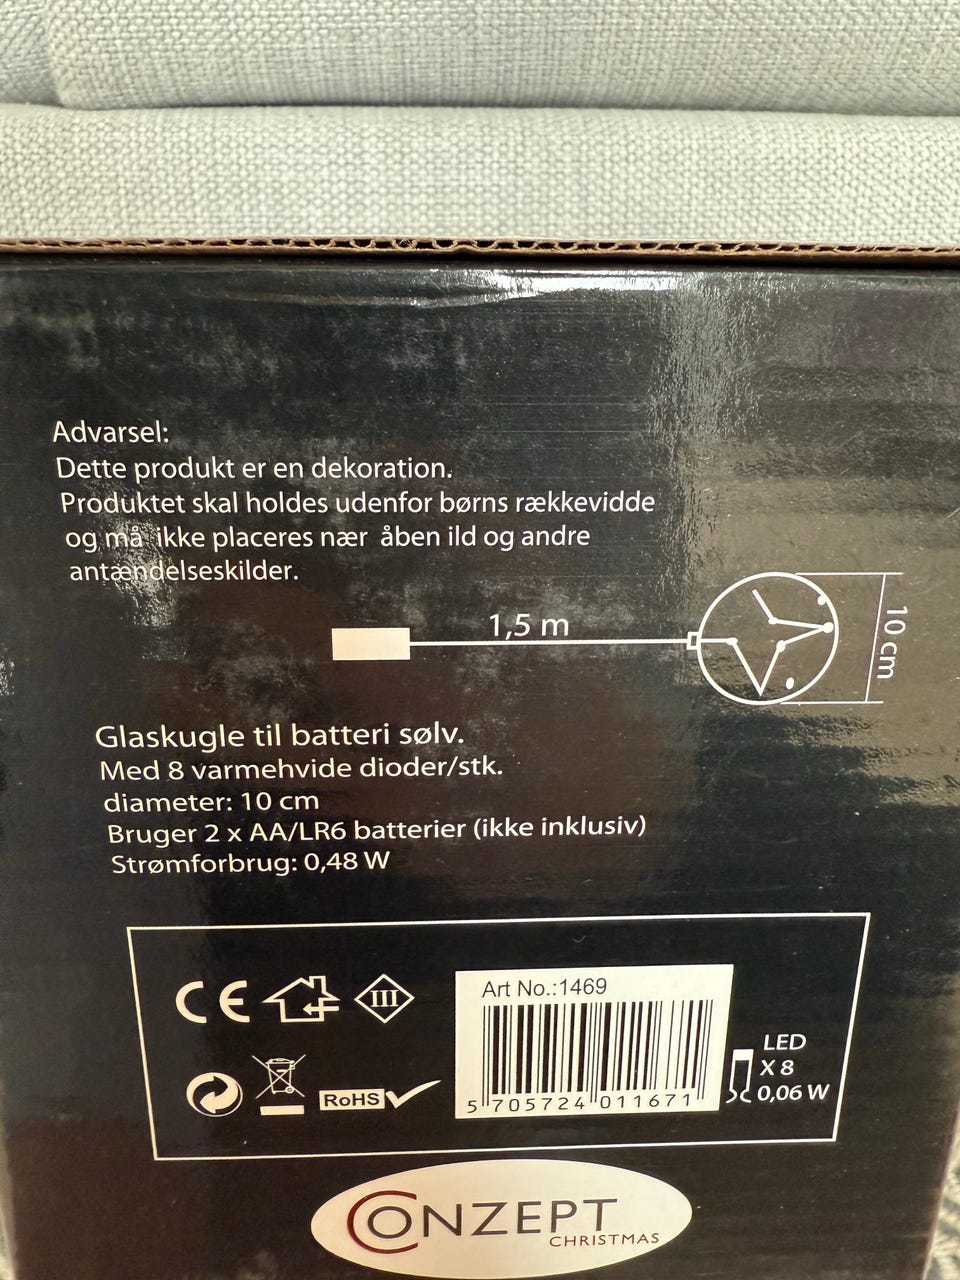 Advarsel:
Dette produkt er en dekoration.
Produktet skal holdes udenfor børns rækkevidde
og må ikke placeres nær åben ild og andre
antændelseskilder.
1,5 m
10 cm
Glaskugle til batteri sølv.
Med 8 varmehvide dioder/stk.
diameter: 10 cm
Bruger 2 x AA/LR6 batterier (ikke inklusiv)
Strømforbrug: 0,48 W
CE
III
RoHS
Art No.:1469
5 705724 011671
LED
X 8
0,06 W
CONZEPT
CHRISTMAS